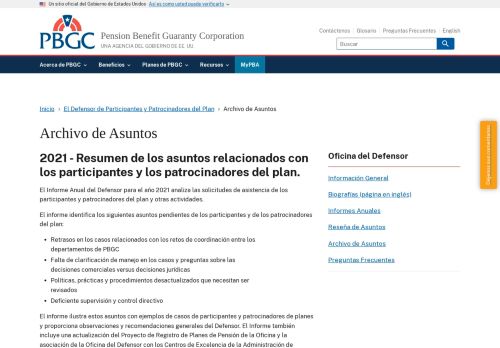 Un sitio oficial del Gobierno de Estados Unidos Así es como usted puede verificarlo
Contáctenos Glosario Preguntas Frecuentes English
PBGC
Pension Benefit Guaranty Corporation
UNA AGENCIA DEL GOBIERNO DE EE. UU.
Buscar
Acerca de PBGC Beneficios Planes de PBGC Recursos MyPBA
Inicio El Defensor de Participantes y Patrocinadores del Plan Archivo de Asuntos
Archivo de Asuntos
2021 - Resumen de los asuntos relacionados con
los participantes y los patrocinadores del plan.
El Informe Anual del Defensor para el año 2021 analiza las solicitudes de asistencia de los
participantes y patrocinadores del plan y otras actividades.
El informe identifica los siguientes asuntos pendientes de los participantes y de los patrocinadores
del plan:
Retrasos en los casos relacionados con los retos de coordinación entre los
departamentos de PBGC
Falta de clarificación de manejo en los casos y preguntas sobre las
decisiones comerciales versus decisiones jurídicas
Políticas, prácticas y procedimientos desactualizados que necesitan ser
revisados
Deficiente supervisión y control directivo
El informe ilustra estos asuntos con ejemplos de casos de participantes y patrocinadores de planes
y proporciona observaciones y recomendaciones generales del Defensor. El Informe también
incluye una actualización del Proyecto de Registro de Planes de Pensión de la Oficina y la
asociación de la Oficina del Defensor con los Centros de Excelencia de la Administración de
Oficina del Defensor
Información General
Biografías (página en inglés)
Informes Anuales
Reseña de Asuntos
Archivo de Asuntos
Preguntas Frecuentes